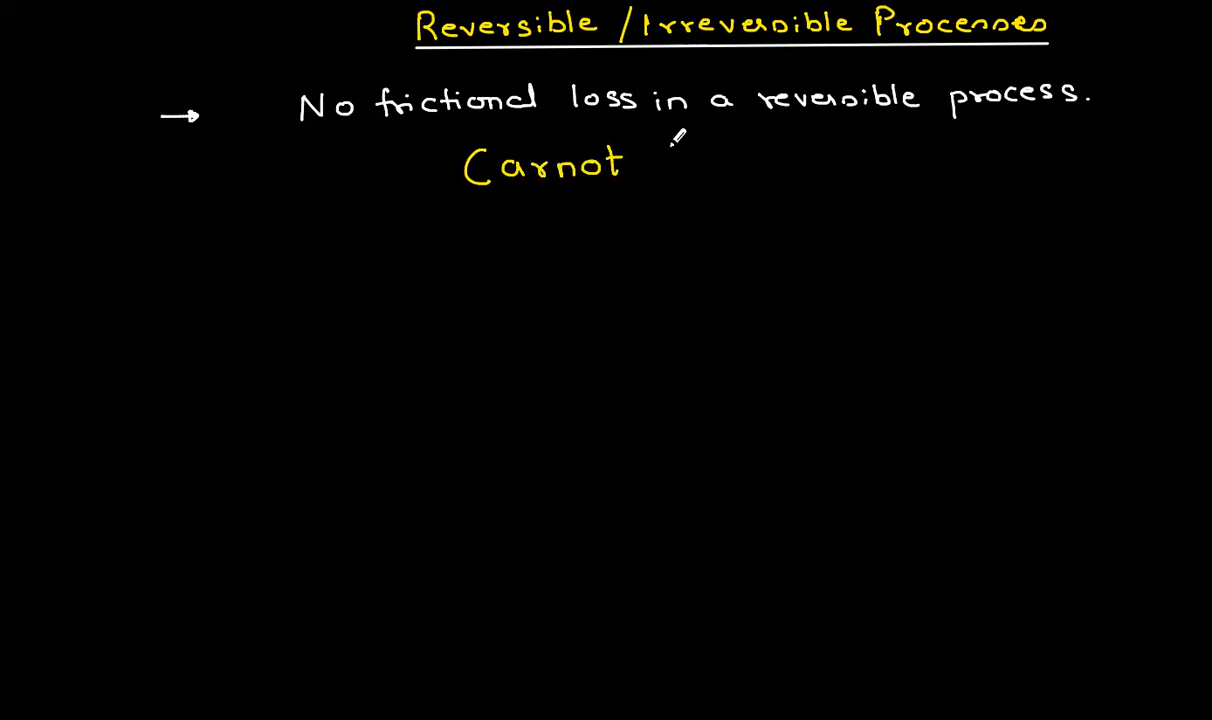 Reversible / Irreversible Processes
→ No frictional loss in a reversible process.
Carnot